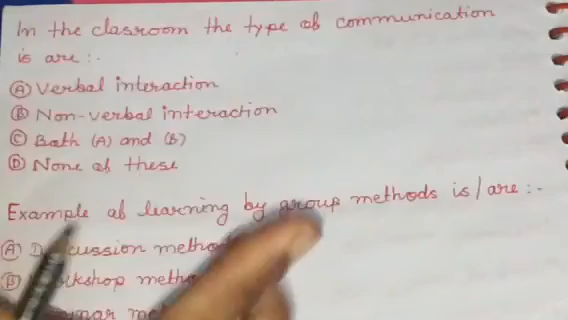 In the clasroom the type of communication
is are :-
(A) Verbal interaction
(B) Non-verbal interaction
(C) Both (A) and (B)
(D) None of these
Example of learning by group methods is/are :-
(A)
(B)